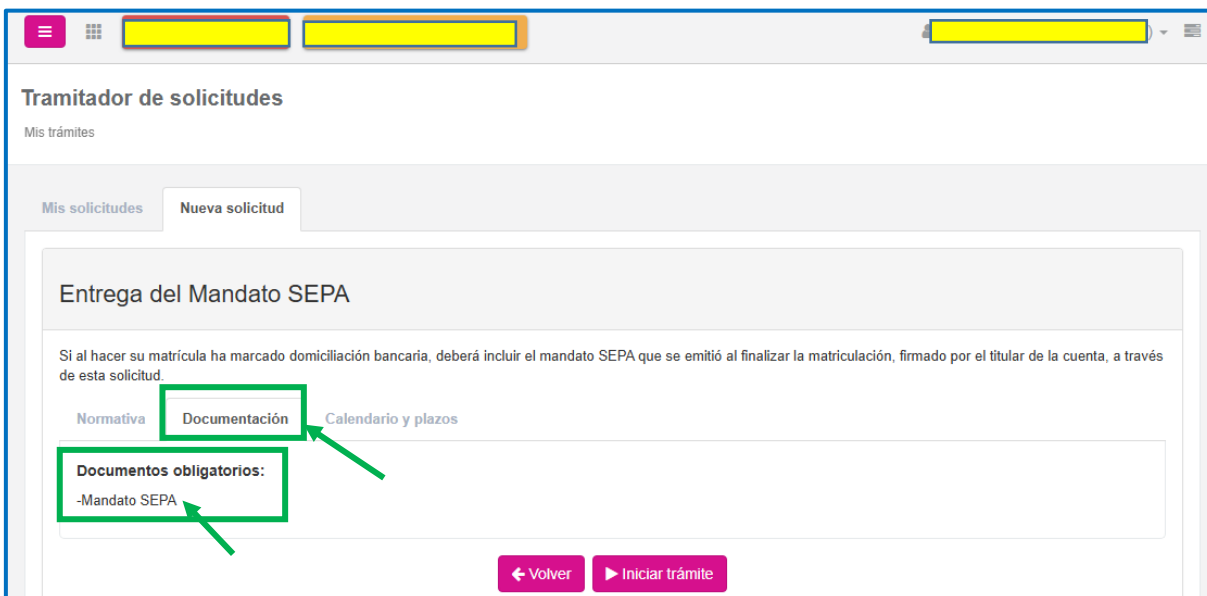 Tramitador de solicitudes
Mis trámites
Mis solicitudes Nueva solicitud
Entrega del Mandato SEPA
Si al hacer su matrícula ha marcado domiciliación bancaria, deberá incluir el mandato SEPA que se emitió al finalizar la matriculación, firmado por el titular de la cuenta, a través
de esta solicitud.
Normativa Documentación Calendario y plazos
Documentos obligatorios:
-Mandato SEPA
Volver Iniciar trámite